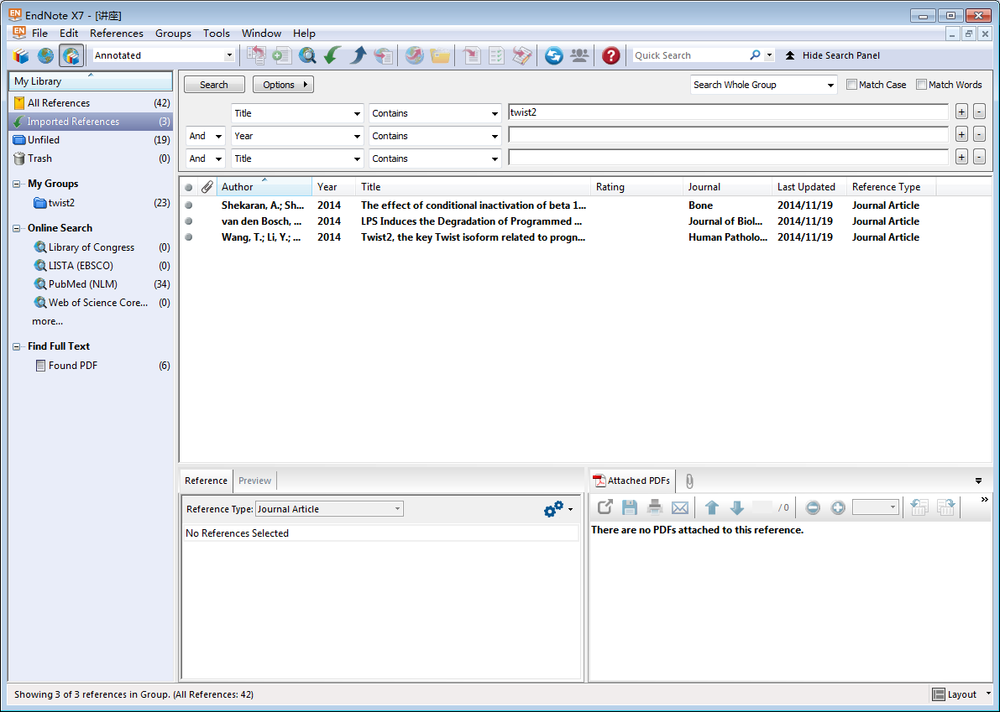 EndNote X7 - [讲座]
File Edit References Groups Tools Window Help
Annotated Quick Search Hide Search Panel
My Library
All References (42)
Imported References (3)
Unfiled (19)
Trash (0)
My Groups
twist2 (23)
Online Search
Library of Congress (0)
LISTA (EBSCO) (0)
PubMed (NLM) (34)
Web of Science Core... (0)
more...
Find Full Text
Found PDF (6)
Search Options Search Whole Group Match Case Match Words
Title Contains twist2 + -
And Year Contains + -
And Title Contains + -
Author Year Title Rating Journal Last Updated Reference Type
Shekaran, A.; Sh... 2014 The effect of conditional inactivation of beta 1... Bone 2014/11/19 Journal Article
van den Bosch, ... 2014 LPS Induces the Degradation of Programmed ... Journal of Biol... 2014/11/19 Journal Article
Wang, T.; Li, Y.; ... 2014 Twist2, the key Twist isoform related to progn... Human Patholo... 2014/11/19 Journal Article
Reference Preview
Reference Type: Journal Article
No References Selected
Attached PDFs
/ 0
There are no PDFs attached to this reference.
Showing 3 of 3 references in Group. (All References: 42)
Layout